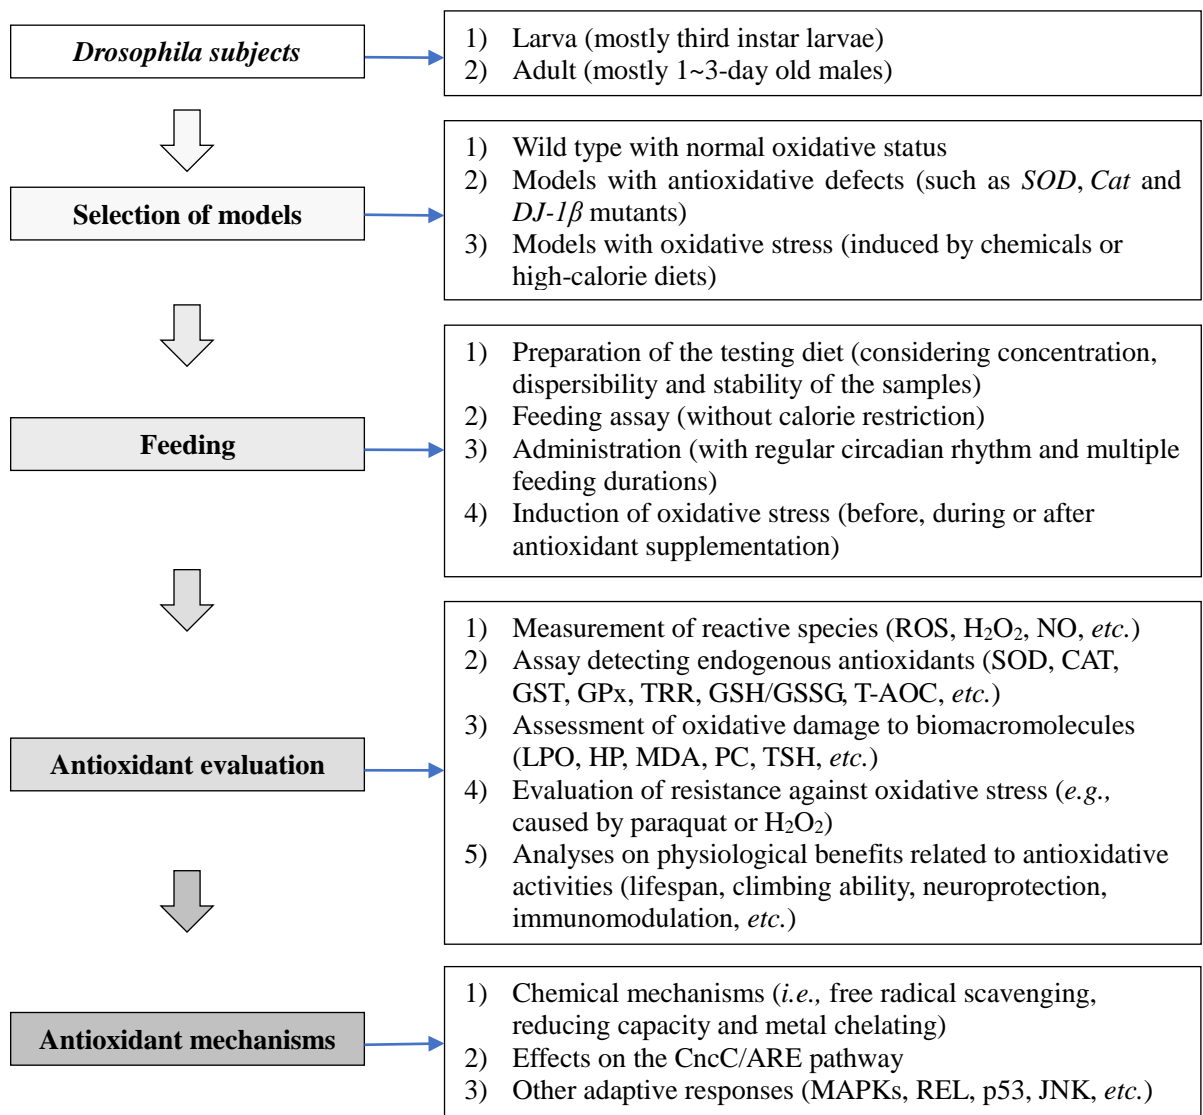 Drosophila subjects
1) Larva (mostly third instar larvae)
2) Adult (mostly 1~3-day old males)
Selection of models
1) Wild type with normal oxidative status
2) Models with antioxidative defects (such as SOD, Cat and
DJ-1β mutants)
3) Models with oxidative stress (induced by chemicals or
high-calorie diets)
Feeding
1) Preparation of the testing diet (considering concentration,
dispersibility and stability of the samples)
2) Feeding assay (without calorie restriction)
3) Administration (with regular circadian rhythm and multiple
feeding durations)
4) Induction of oxidative stress (before, during or after
antioxidant supplementation)
Antioxidant evaluation
1) Measurement of reactive species (ROS, H₂O₂, NO, etc.)
2) Assay detecting endogenous antioxidants (SOD, CAT,
GST, GPx, TRR, GSH/GSSG, T-AOC, etc.)
3) Assessment of oxidative damage to biomacromolecules
(LPO, HP, MDA, PC, TSH, etc.)
4) Evaluation of resistance against oxidative stress (e.g.,
caused by paraquat or H₂O₂)
5) Analyses on physiological benefits related to antioxidative
activities (lifespan, climbing ability, neuroprotection,
immunomodulation, etc.)
Antioxidant mechanisms
1) Chemical mechanisms (i.e., free radical scavenging,
reducing capacity and metal chelating)
2) Effects on the CncC/ARE pathway
3) Other adaptive responses (MAPKs, REL, p53, JNK, etc.)